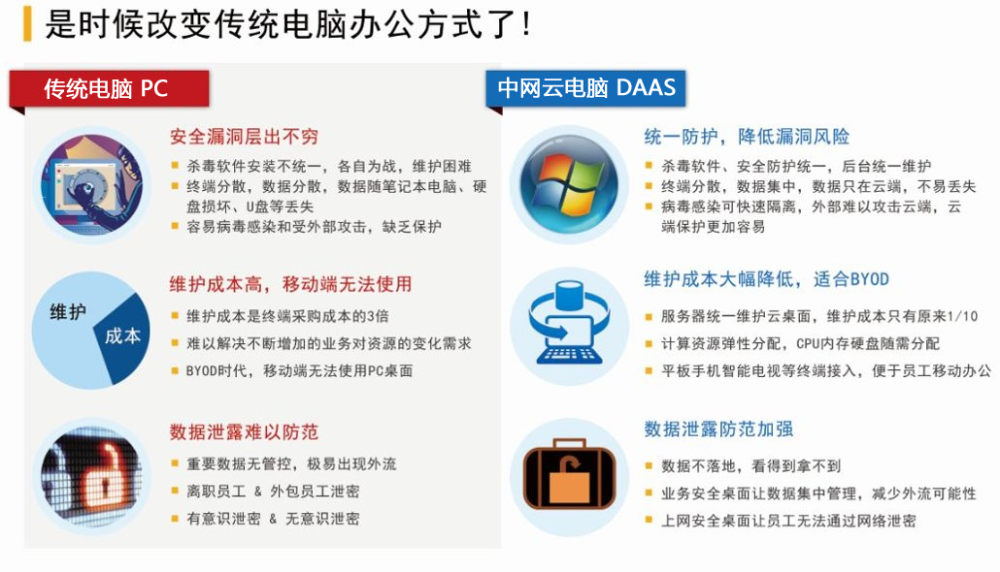 是时候改变传统电脑办公方式了!
传统电脑 PC
安全漏洞层出不穷
杀毒软件安装不统一，各自为战，维护困难
终端分散，数据分散，数据随笔记本电脑、硬
盘损坏、U盘等丢失
容易病毒感染和受外部攻击，缺乏保护
维护
成本
维护成本高，移动端无法使用
维护成本是终端采购成本的3倍
难以解决不断增加的业务对资源的变化需求
BYOD时代，移动端无法使用PC桌面
数据泄露难以防范
重要数据无管控，极易出现外流
离职员工 & 外包员工泄密
有意识泄密 & 无意识泄密
中网云电脑 DAAS
统一防护，降低漏洞风险
杀毒软件、安全防护统一，后台统一维护
终端分散，数据集中，数据只在云端，不易丢失
病毒感染可快速隔离，外部难以攻击云端，云
端保护更加容易
维护成本大幅降低，适合BYOD
服务器统一维护云桌面，维护成本只有原来1/10
计算资源弹性分配，CPU内存硬盘随需分配
平板手机智能电视等终端接入，便于员工移动办公
数据泄露防范加强
数据不落地，看得到拿不到
业务安全桌面让数据集中管理，减少外流可能性
上网安全桌面让员工无法通过网络泄密